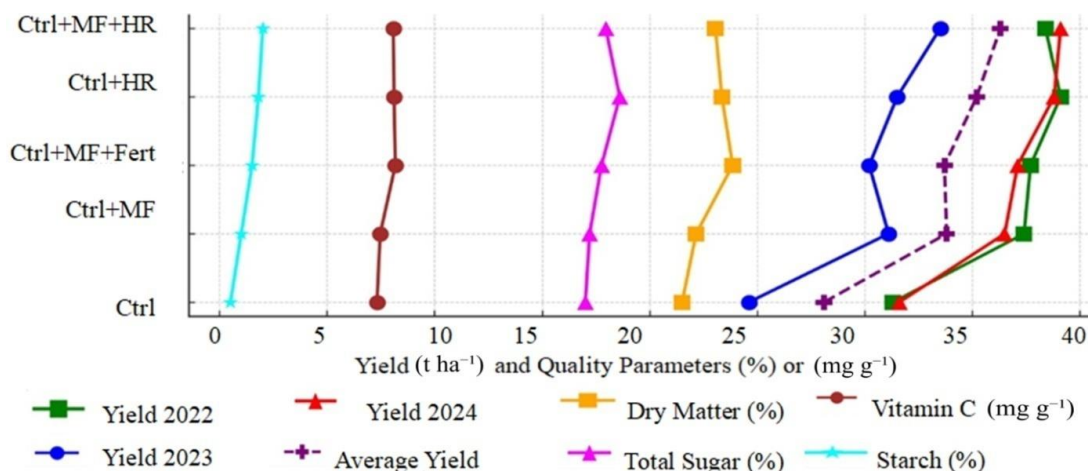 Ctrl+MF+HR
Ctrl+HR
Ctrl+MF+Fert
Ctrl+MF
Ctrl
0 5 10 15 20 25 30 35 40
Yield (t ha⁻¹) and Quality Parameters (%) or (mg g⁻¹)
Yield 2022 Yield 2024 Dry Matter (%) Vitamin C (mg g⁻¹)
Yield 2023 Average Yield Total Sugar (%) Starch (%)